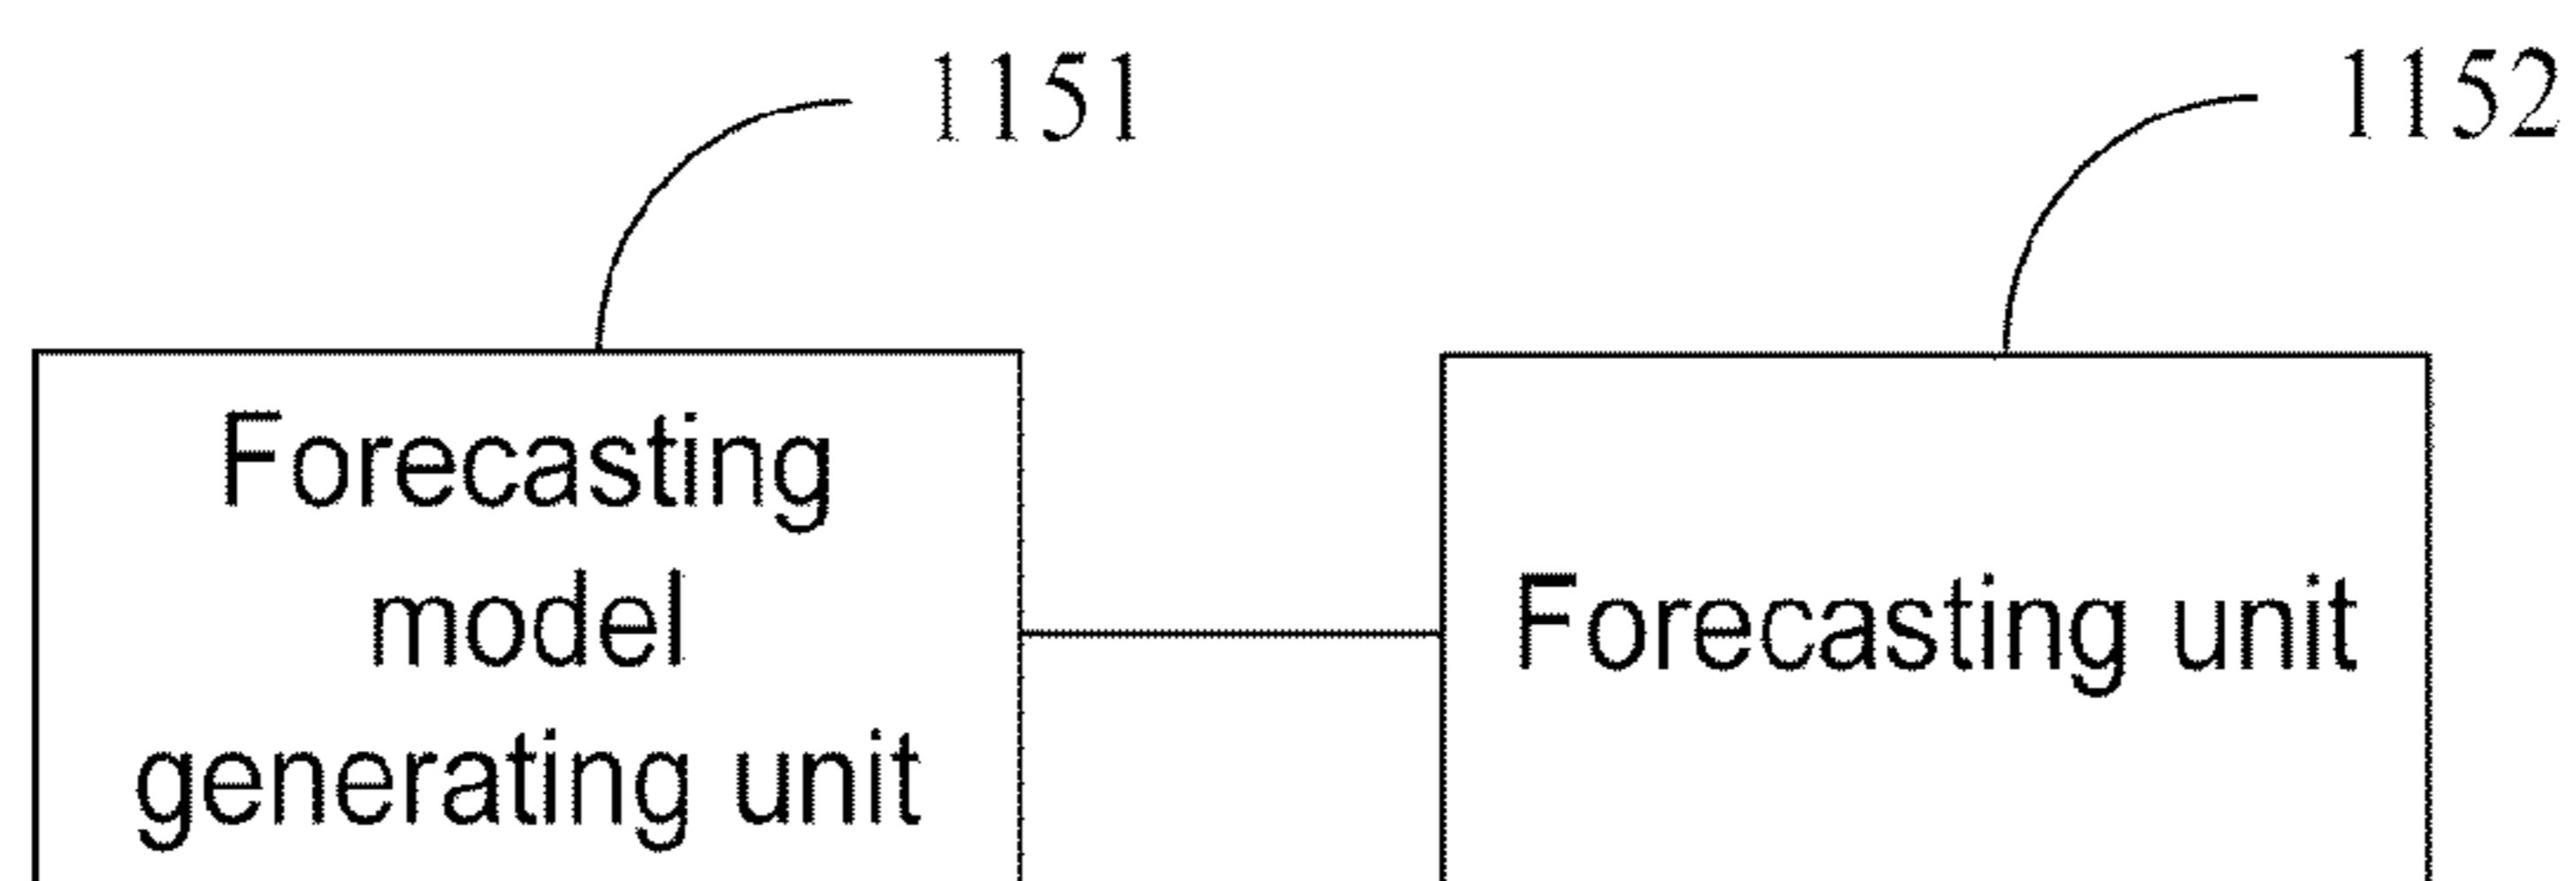 1151
1152
Forecasting
model
generating unit
Forecasting unit